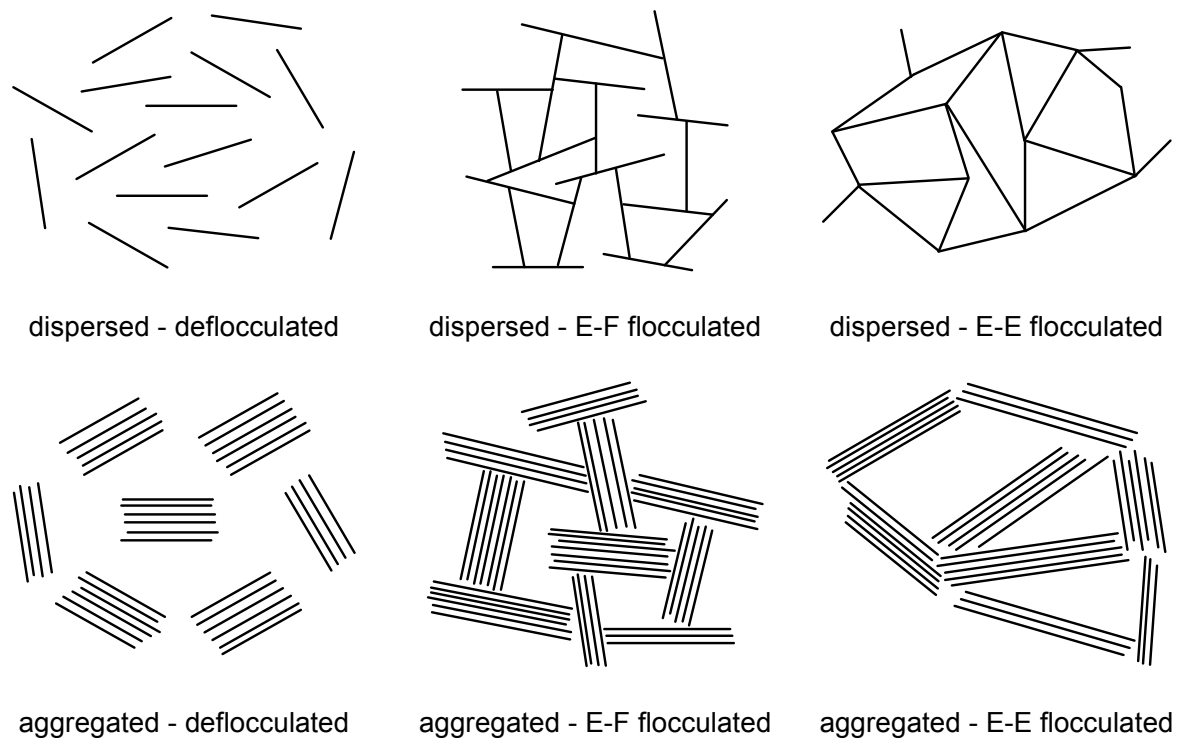 dispersed - deflocculated
dispersed - E-F flocculated
dispersed - E-E flocculated
aggregated - deflocculated
aggregated - E-F flocculated
aggregated - E-E flocculated